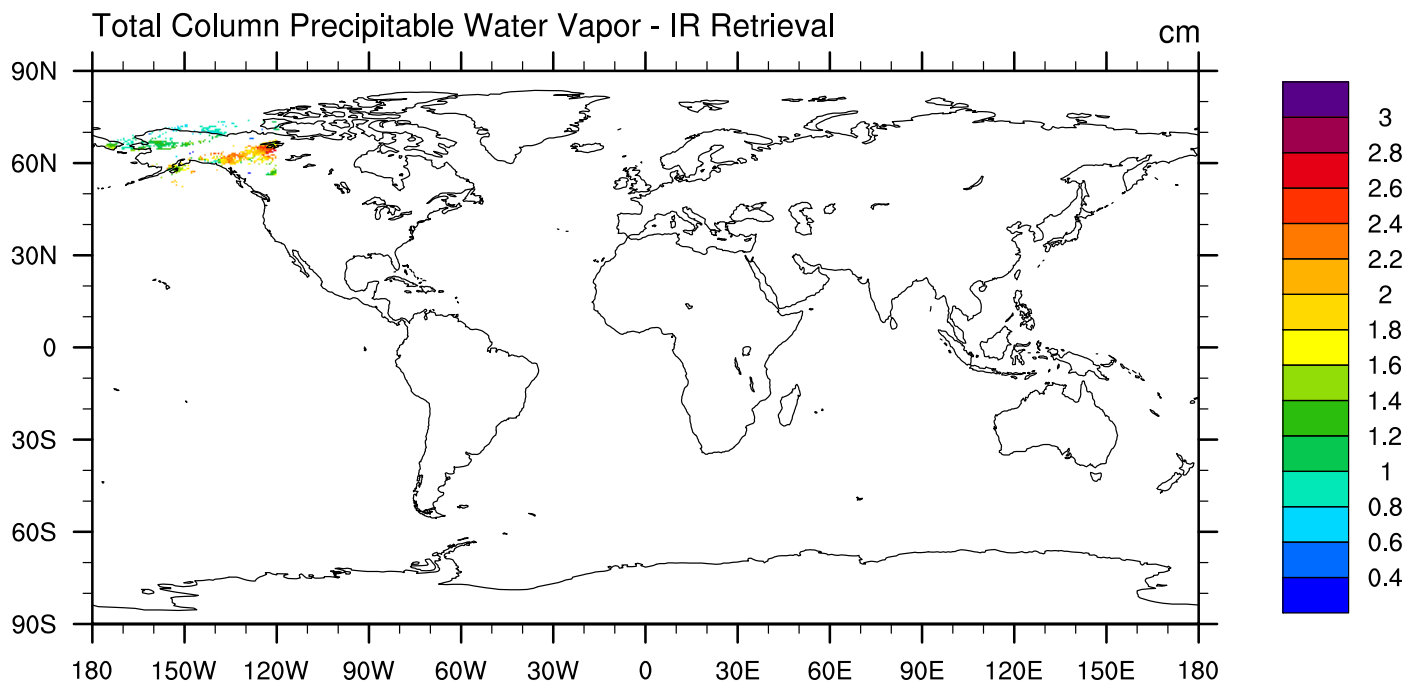 Total Column Precipitable Water Vapor - IR Retrieval
cm
90N
60N
30N
0
30S
60S
90S
180 150W 120W 90W 60W 30W 0 30E 60E 90E 120E 150E 180
3
2.8
2.6
2.4
2.2
2
1.8
1.6
1.4
1.2
1
0.8
0.6
0.4